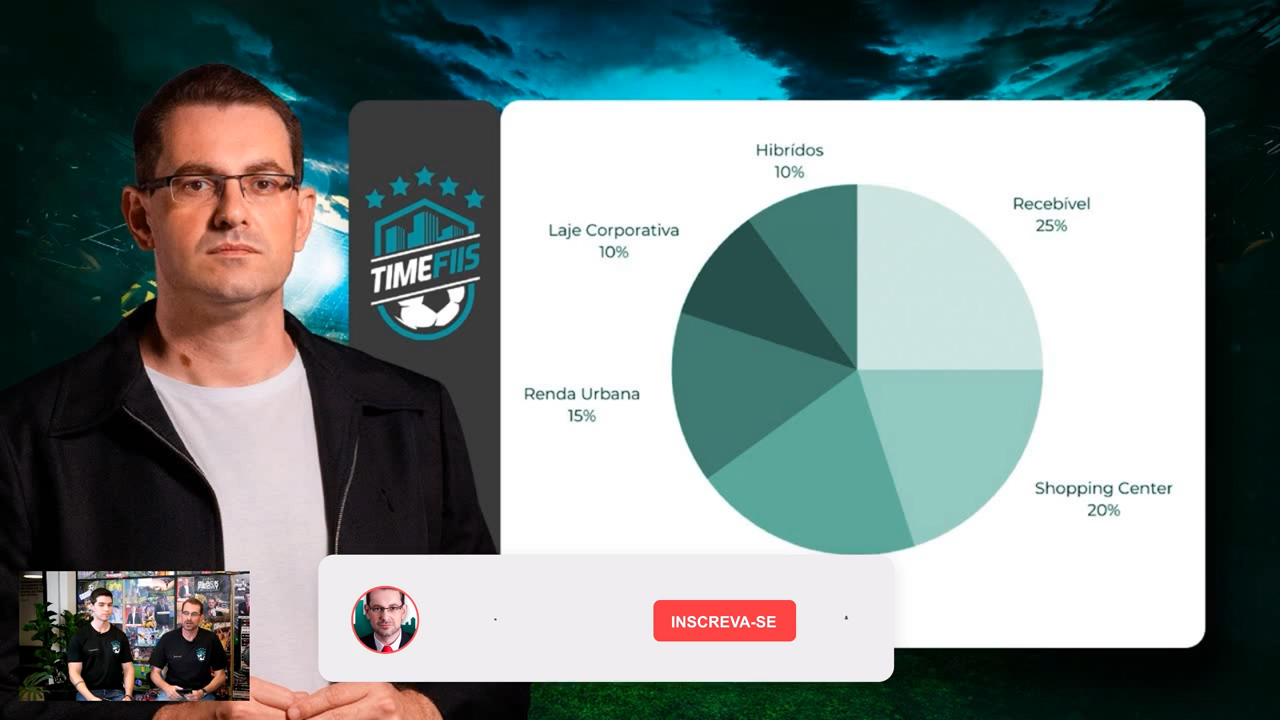 TIMEFIIS
Hibrídos
10%
Recebível
25%
Laje Corporativa
10%
Renda Urbana
15%
Shopping Center
20%
INSCREVA-SE